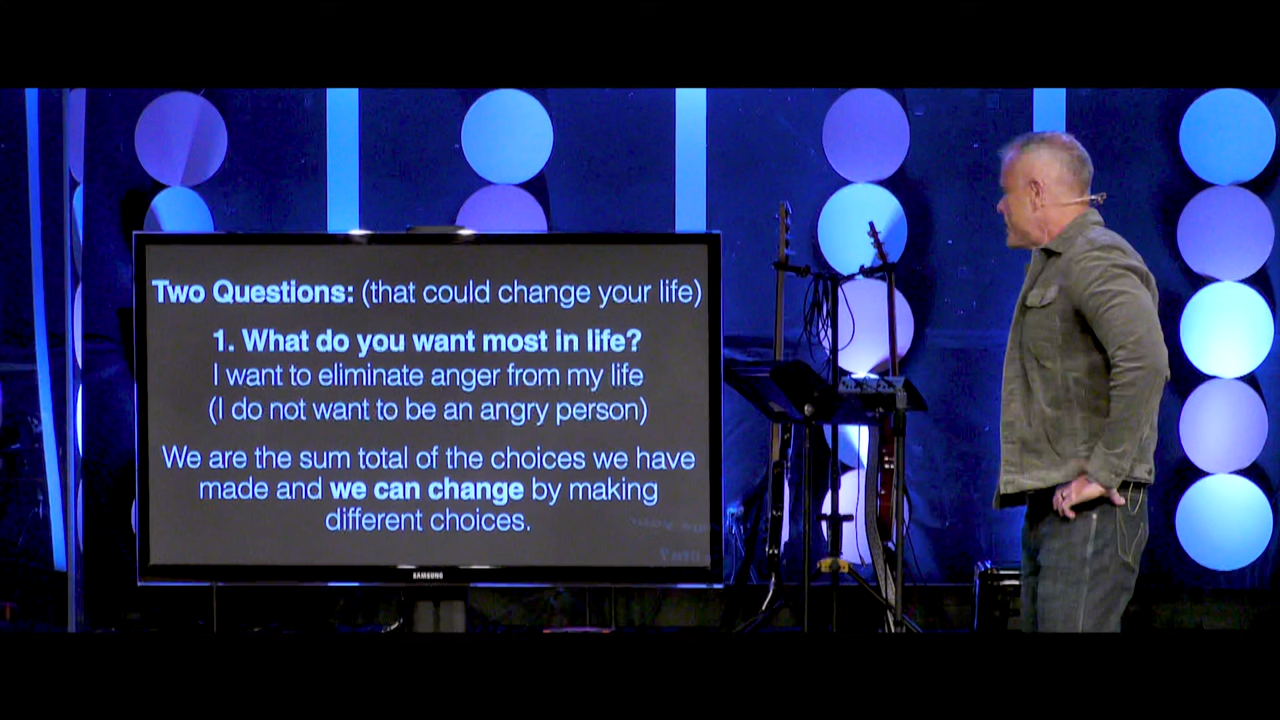 Two Questions: (that could change your life)
1. What do you want most in life?
I want to eliminate anger from my life
(I do not want to be an angry person)
We are the sum total of the choices we have
made and we can change by making
different choices.
SAMSUNG